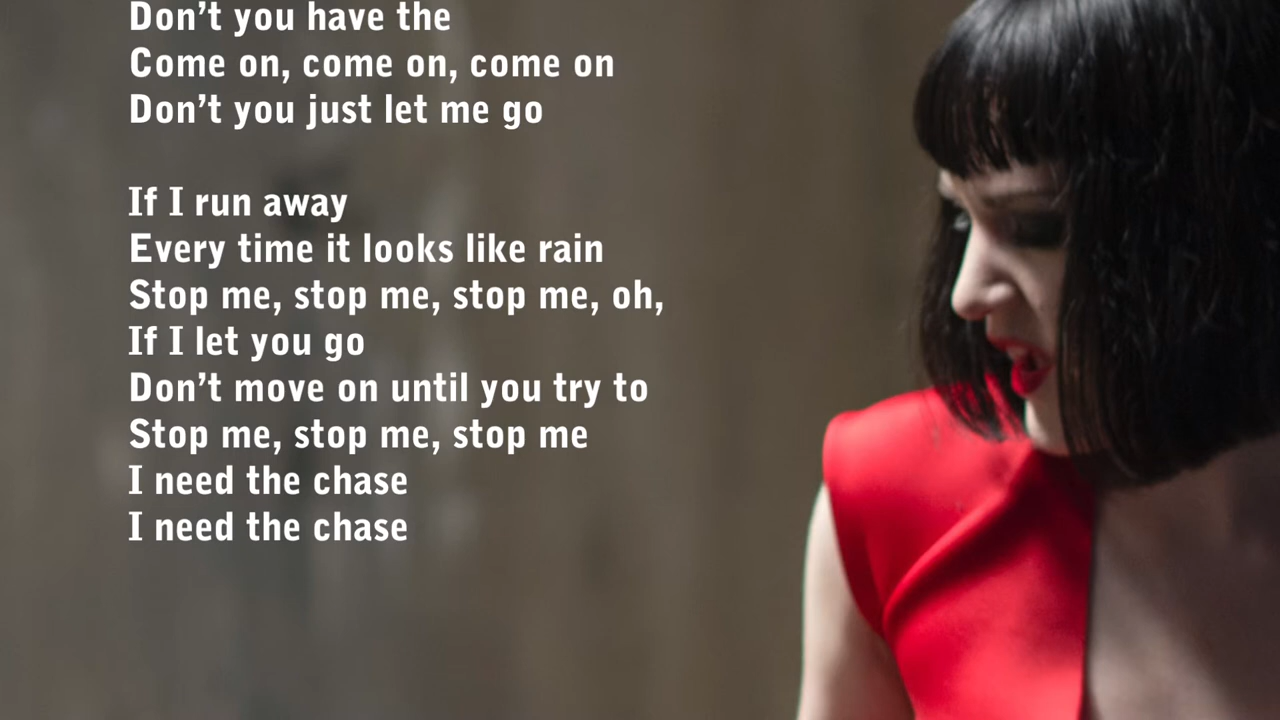 Don’t you have the
Come on, come on, come on
Don’t you just let me go

If I run away
Every time it looks like rain
Stop me, stop me, stop me, oh,
If I let you go
Don’t move on until you try to
Stop me, stop me, stop me
I need the chase
I need the chase